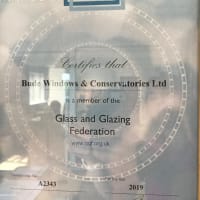 Certifies that
Bude Windows & Conservatories Ltd
is a member of the
Glass and Glazing
Federation
www.ggf.org.uk
A2343
2019